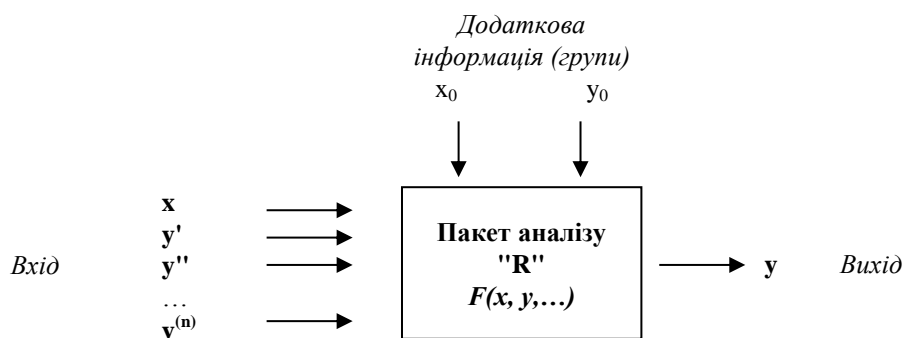 Додаткова
інформація (групи)
x₀ y₀
x
y'
Вхід y" Пакет аналізу "R" F(x, y,…) y Вихід
…
y⁽ⁿ⁾